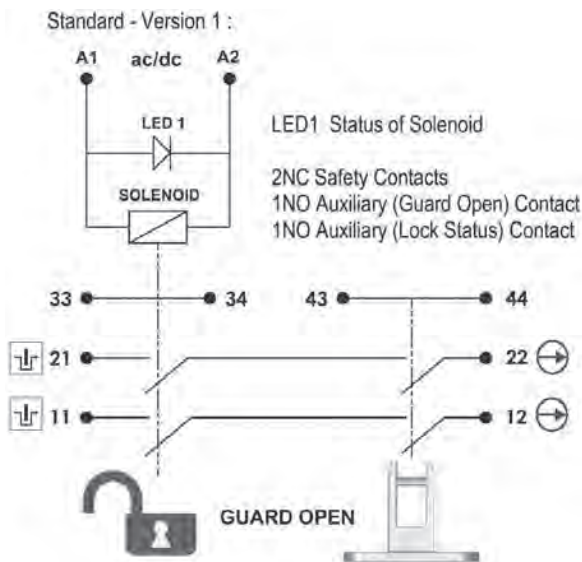 Standard - Version 1 :
A1 ac/dc A2
LED 1
LED1 Status of Solenoid
SOLENOID
2NC Safety Contacts
1NO Auxiliary (Guard Open) Contact
1NO Auxiliary (Lock Status) Contact
33 34 43 44
21 22
11 12
GUARD OPEN